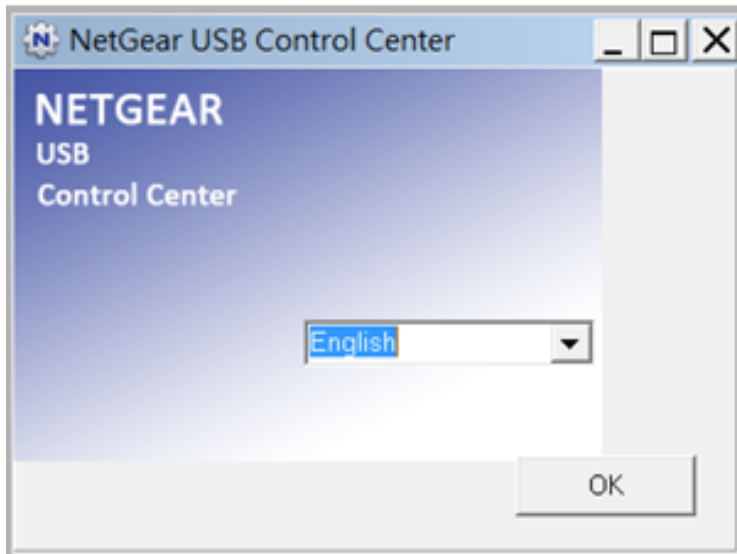 NetGear USB Control Center
NETGEAR
USB
Control Center
English
OK